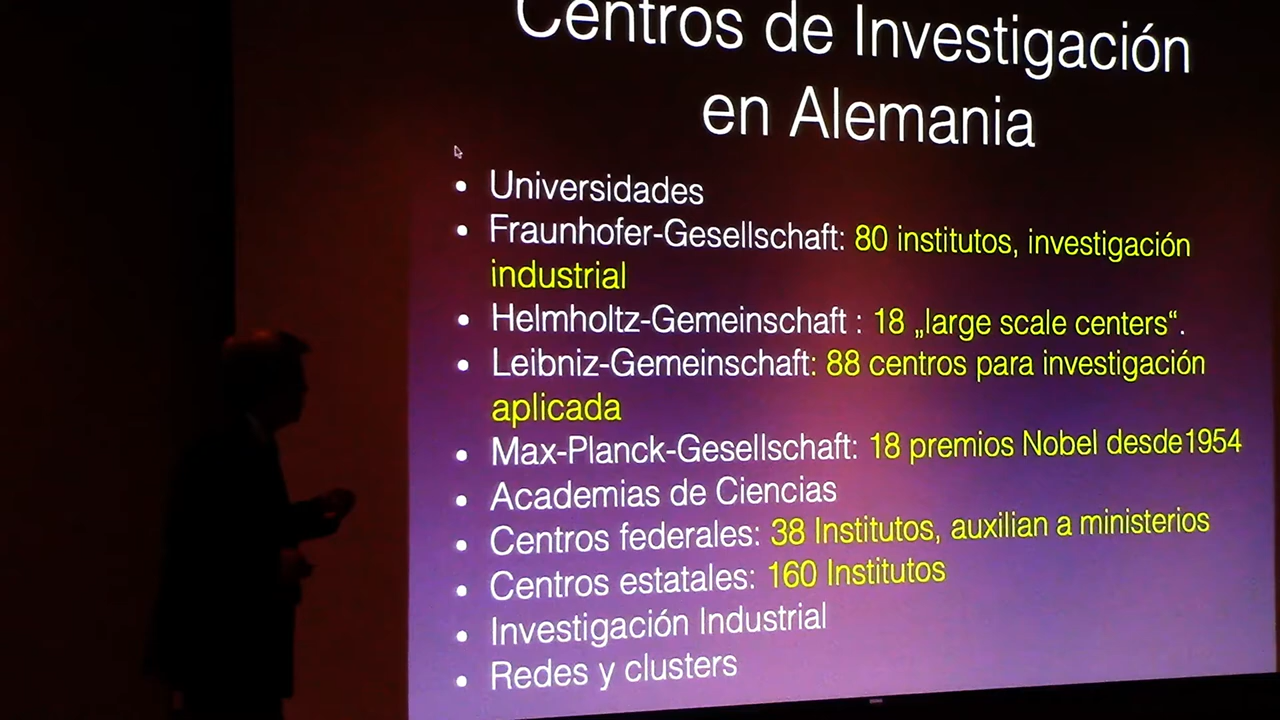 Centros de Investigación
en Alemania
• Universidades
• Fraunhofer-Gesellschaft: 80 institutos, investigación
industrial
• Helmholtz-Gemeinschaft : 18 „large scale centers“.
• Leibniz-Gemeinschaft: 88 centros para investigación
aplicada
• Max-Planck-Gesellschaft: 18 premios Nobel desde1954
• Academias de Ciencias
• Centros federales: 38 Institutos, auxilian a ministerios
• Centros estatales: 160 Institutos
• Investigación Industrial
• Redes y clusters